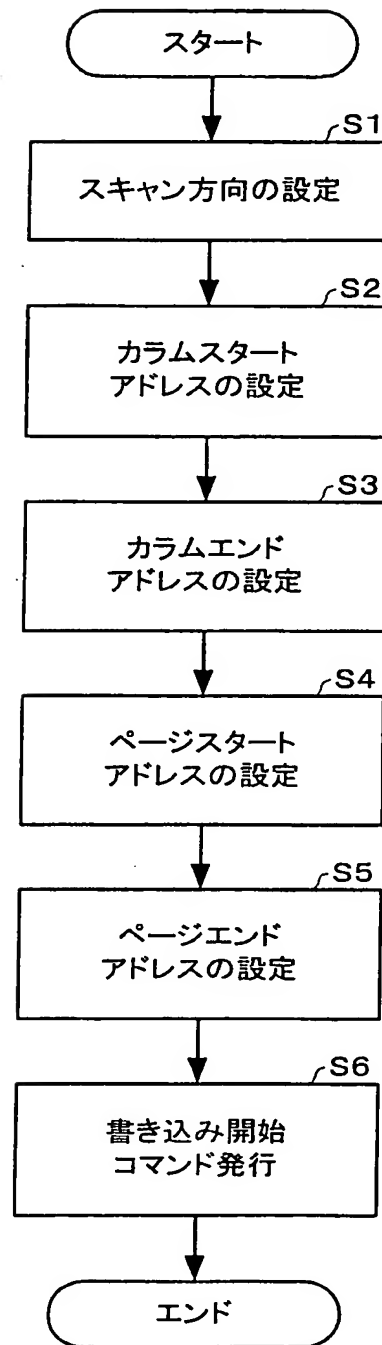 スタート
S1
スキャン方向の設定
S2
カラムスタート
アドレスの設定
S3
カラムエンド
アドレスの設定
S4
ページスタート
アドレスの設定
S5
ページエンド
アドレスの設定
S6
書き込み開始
コマンド発行
エンド